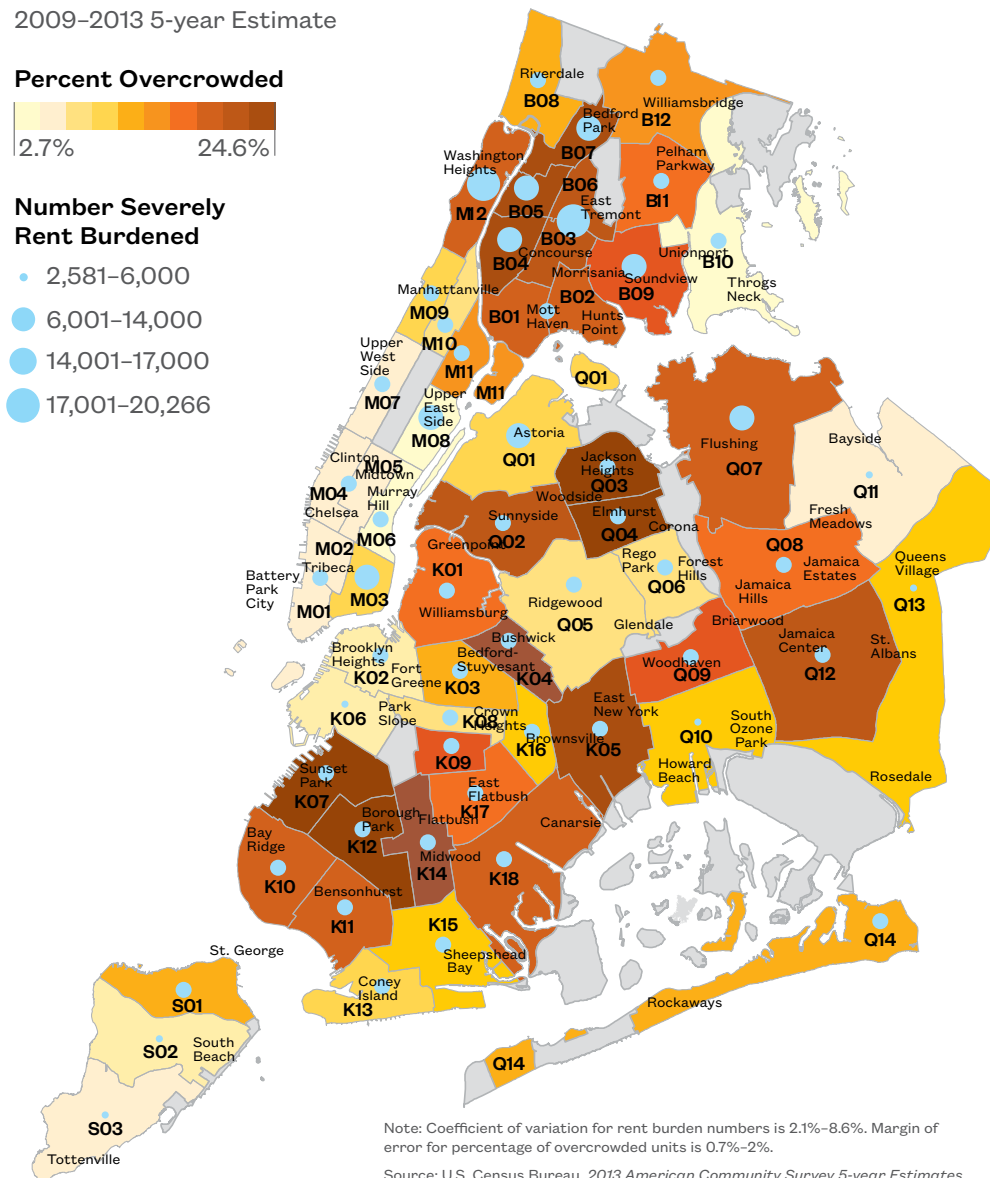 2009–2013 5-year Estimate
Percent Overcrowded
2.7%
24.6%
Number Severely
Rent Burdened
2,581–6,000
6,001–14,000
14,001–17,000
17,001–20,266
Riverdale
B08
Williamsbridge
B12
Bedford
Park
B07
Washington
Heights
M12
Pelham
Parkway
B11
B06
East
Tremont
B05
B03
Concourse
B04
Unionport
B10
Morrisania
Soundview
B09
Throgs
Neck
Manhattanville
M09
B02
Hunts
Point
B01
Mott
Haven
M10
Upper
West
Side
M07
M11
M11
Q01
Upper
East
Side
M08
Astoria
Q01
Flushing
Q07
Bayside
Q11
Fresh
Meadows
Clinton
M05
Midtown
M04
Chelsea
Murray
Hill
M06
Jackson
Heights
Q03
Woodside
Elmhurst
Q04
Corona
Sunnyside
Q02
Greenpoint
K01
Williamsburg
M02
Tribeca
Battery
Park
City
M01
M03
Rego
Park
Forest
Hills
Q06
Q08
Jamaica
Estates
Jamaica
Hills
Queens
Village
Q13
Ridgewood
Q05
Glendale
Briarwood
Jamaica
Center
Q12
St.
Albans
Brooklyn
Heights
K02
Fort
Greene
Bushwick
K04
Bedford-
Stuyvesant
K03
Woodhaven
Q09
K06
Park
Slope
K08
Crown
Heights
Brownsville
K16
East
New York
K05
Q10
South
Ozone
Park
Howard
Beach
Rosedale
K09
Sunset
Park
K07
East
Flatbush
K17
Borough
Park
K12
Flatbush
Midwood
K14
Canarsie
Bay
Ridge
K10
K18
Bensonhurst
K11
K15
Sheepshead
Bay
Q14
Coney
Island
K13
St. George
S01
Rockaways
S02
South
Beach
Q14
S03
Tottenville
Note: Coefficient of variation for rent burden numbers is 2.1%–8.6%. Margin of
error for percentage of overcrowded units is 0.7%–2%.
Source: U.S. Census Bureau, 2013 American Community Survey 5-year Estimates